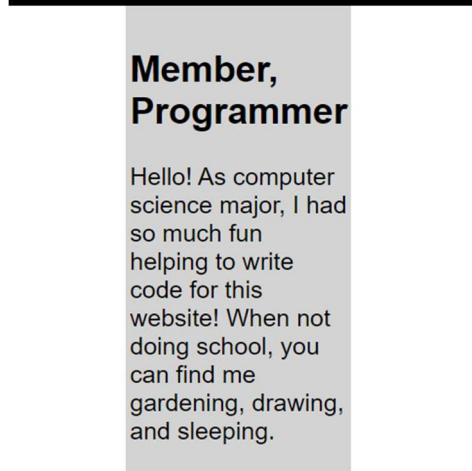 Member,
Programmer
Hello! As computer
science major, I had
so much fun
helping to write
code for this
website! When not
doing school, you
can find me
gardening, drawing,
and sleeping.